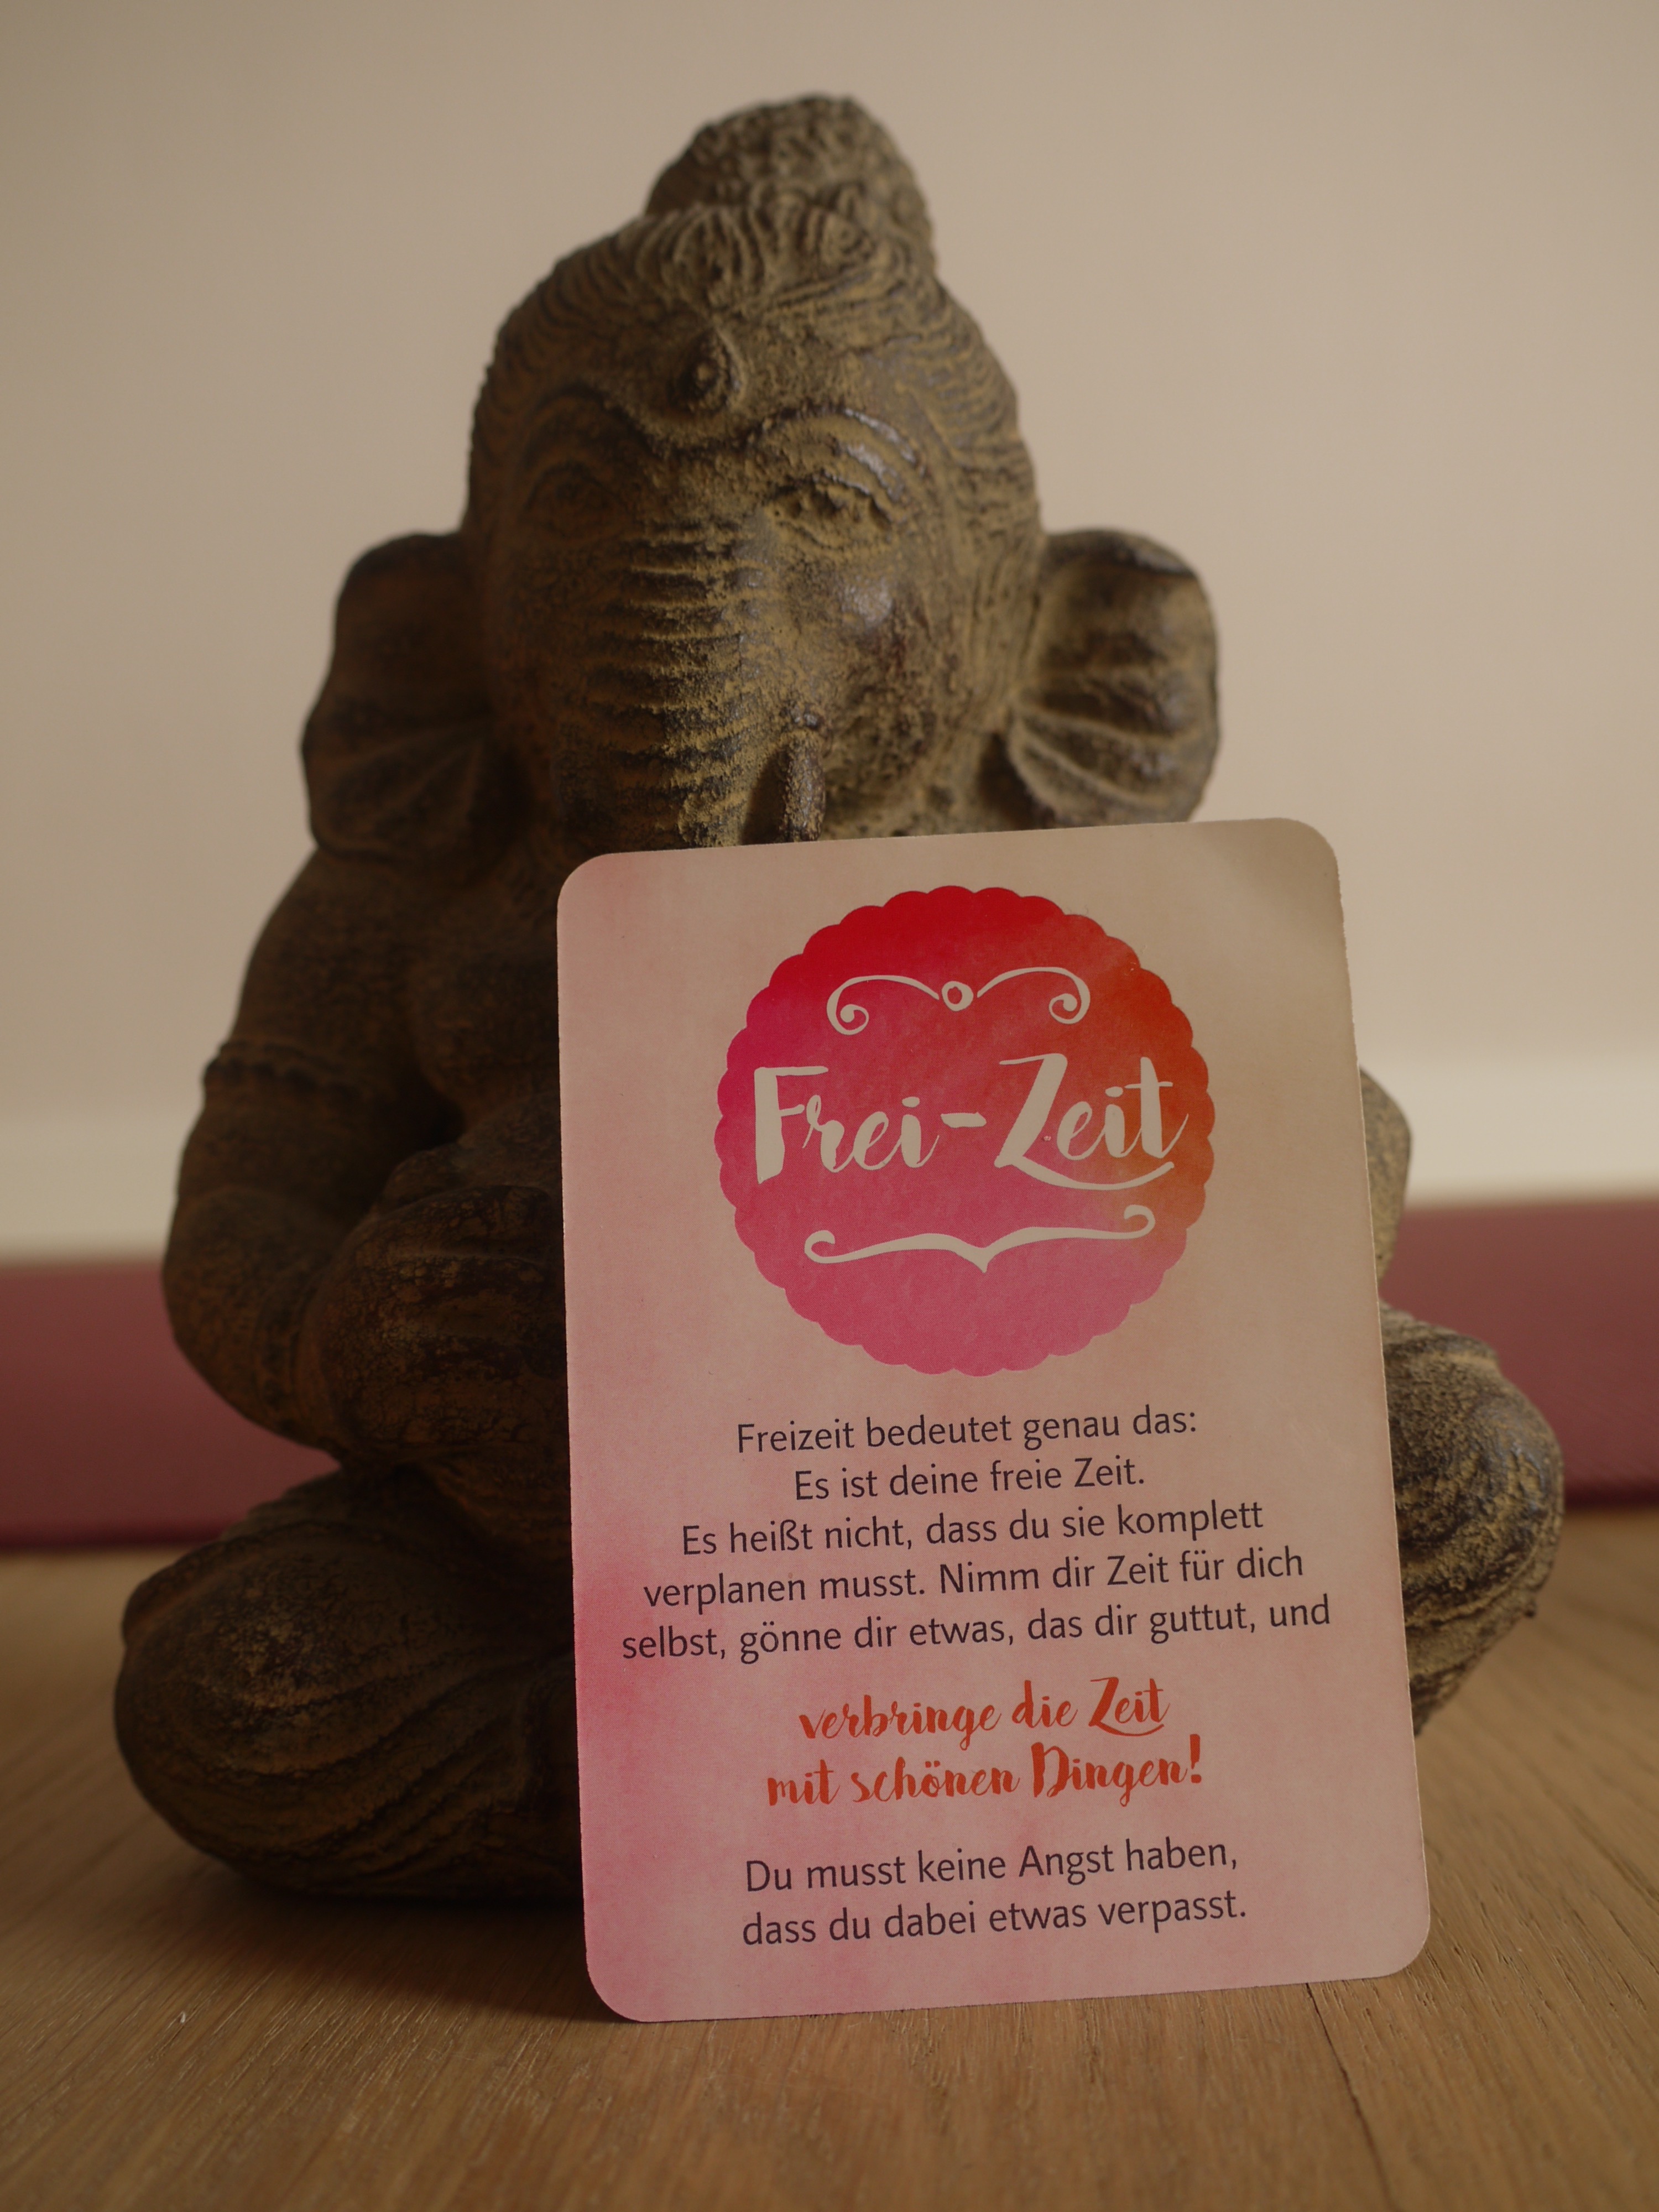 Frei-Zeit
Freizeit bedeutet genau das:
Es ist deine freie Zeit.
Es heißt nicht, dass du sie komplett
verplanen musst. Nimm dir Zeit für dich
selbst, gönne dir etwas, das dir guttut, und
verbringe die Zeit
mit schönen Dingen!
Du musst keine Angst haben,
dass du dabei etwas verpasst.